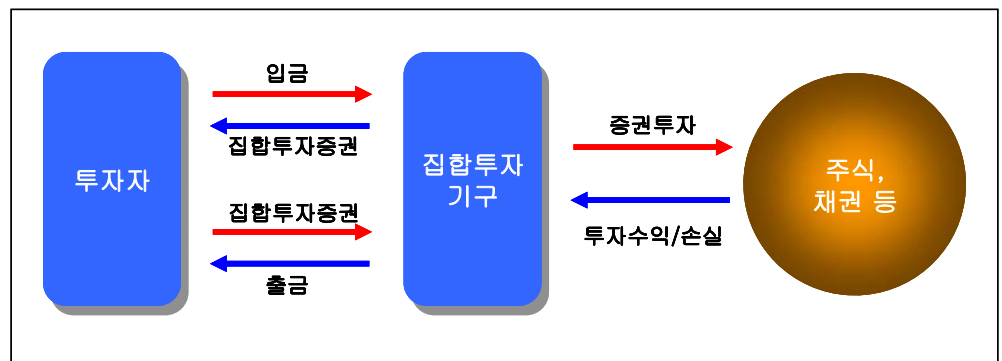 투자자
입금
집합투자증권
집합투자증권
출금
집합투자
기구
증권투자
투자수익/손실
주식,
채권 등